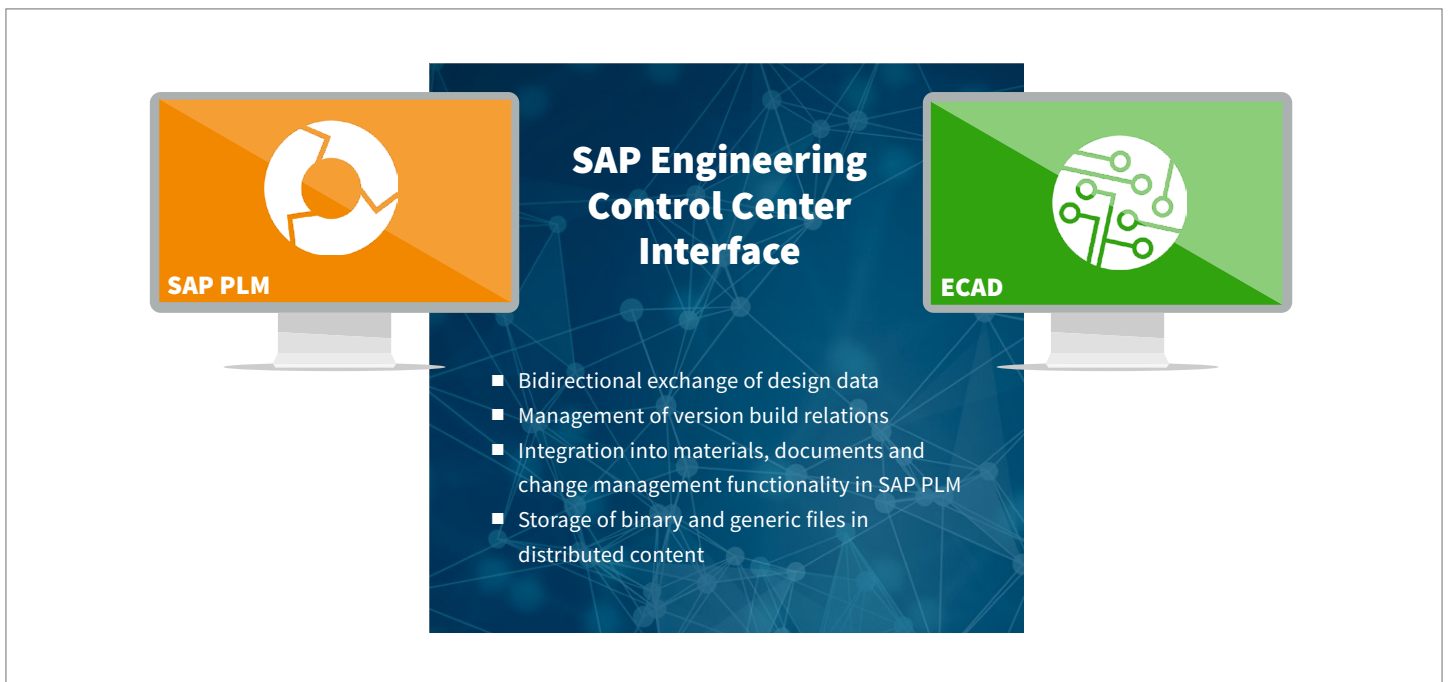 SAP Engineering
Control Center
Interface
SAP PLM
ECAD
■ Bidirectional exchange of design data
■ Management of version build relations
■ Integration into materials, documents and
change management functionality in SAP PLM
■ Storage of binary and generic files in
distributed content